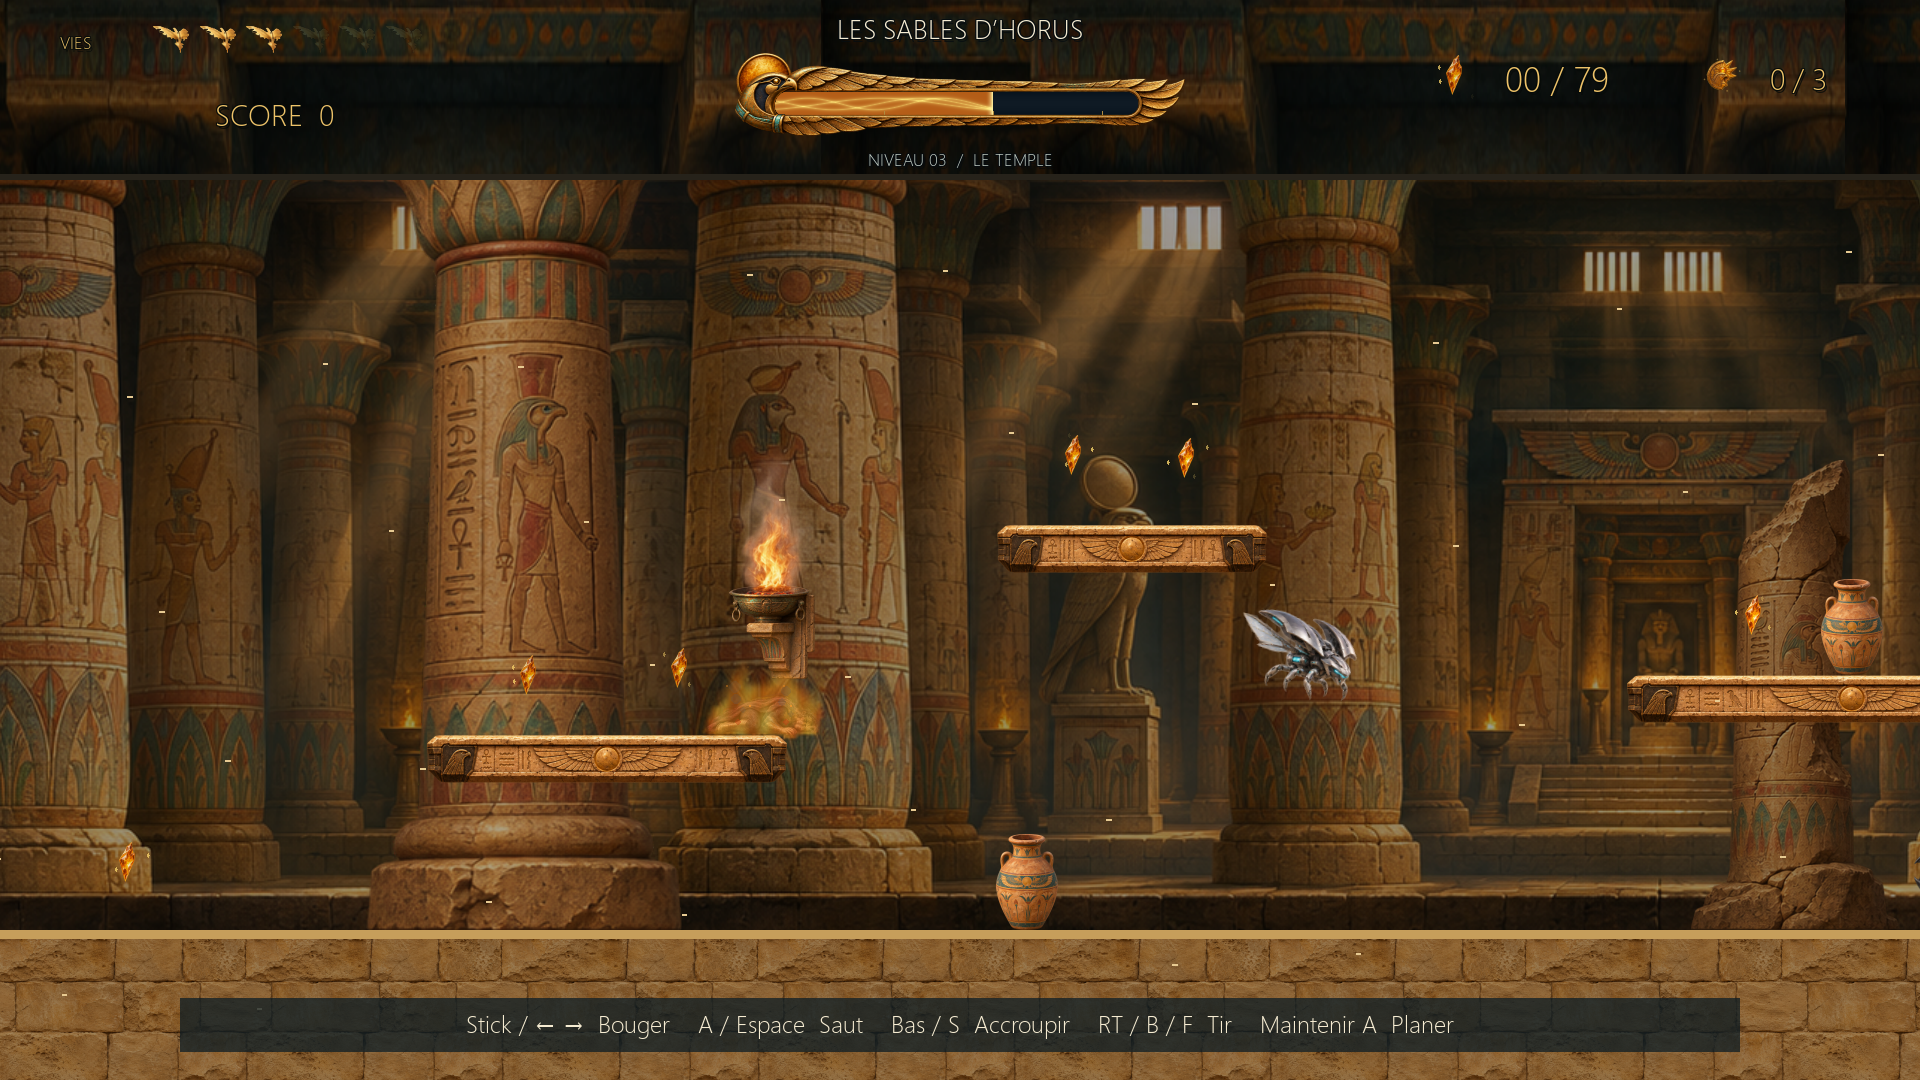 VIES
LES SABLES D'HORUS
SCORE 0
00 / 79
0 / 3
NIVEAU 03 / LE TEMPLE
Stick / ← → Bouger A / Espace Saut Bas / S Accroupir RT / B / F Tir Maintenir A Planer